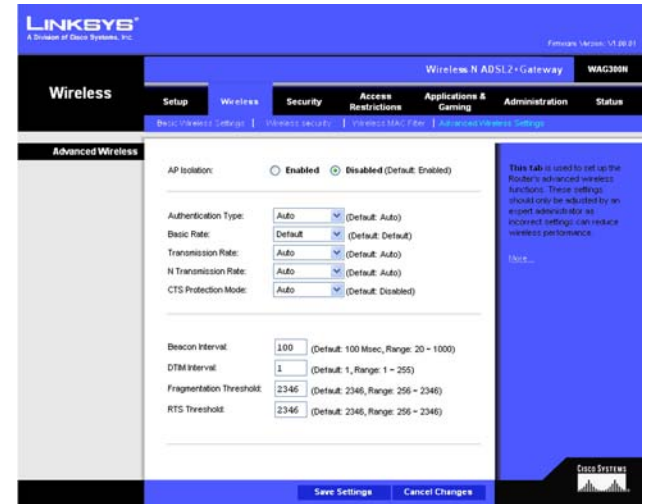 LINKSYS®
A Division of Cisco Systems, Inc.
Firmware Version: V1.00.01
Wireless-N ADSL2+ Gateway WAG300N
Wireless
Setup Wireless Security Access Restrictions Applications & Gaming Administration Status
Basic Wireless Settings | Wireless security | Wireless MAC Filter | Advanced Wireless Settings
Advanced Wireless
AP Isolation: Enabled Disabled (Default: Enabled)
Authentication Type: Auto (Default: Auto)
Basic Rate: Default (Default: Default)
Transmission Rate: Auto (Default: Auto)
N Transmission Rate: Auto (Default: Auto)
CTS Protection Mode: Auto (Default: Disabled)
Beacon Interval: 100 (Default: 100 Msec, Range: 20 ~ 1000)
DTIM Interval: 1 (Default: 1, Range: 1 ~ 255)
Fragmentation Threshold: 2346 (Default: 2346, Range: 256 ~ 2346)
RTS Threshold: 2346 (Default: 2346, Range: 256 ~ 2346)
This tab is used to set up the
Router's advanced wireless
functions. These settings
should only be adjusted by an
expert administrator as
incorrect settings can reduce
wireless performance.
More...
Save Settings Cancel Changes
CISCO SYSTEMS